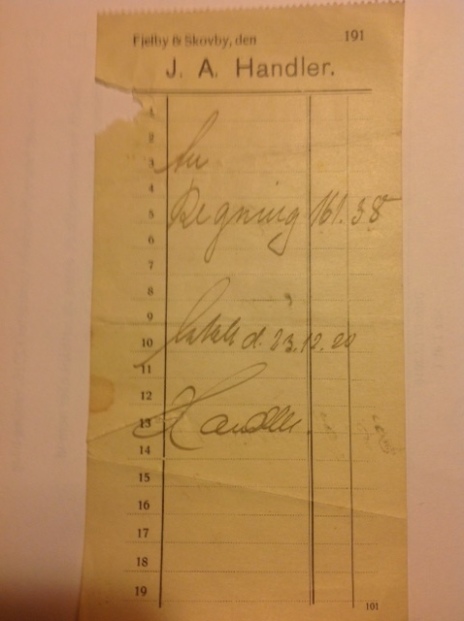 Fjelby & Skovby, den 191
J. A. Handler.
1
2
3 An
4
5 Regning 161.58
6
7
8
9
10 betalt d. 23.12.20
11
12
13 Handler.
14
15
16
17
18
19
101